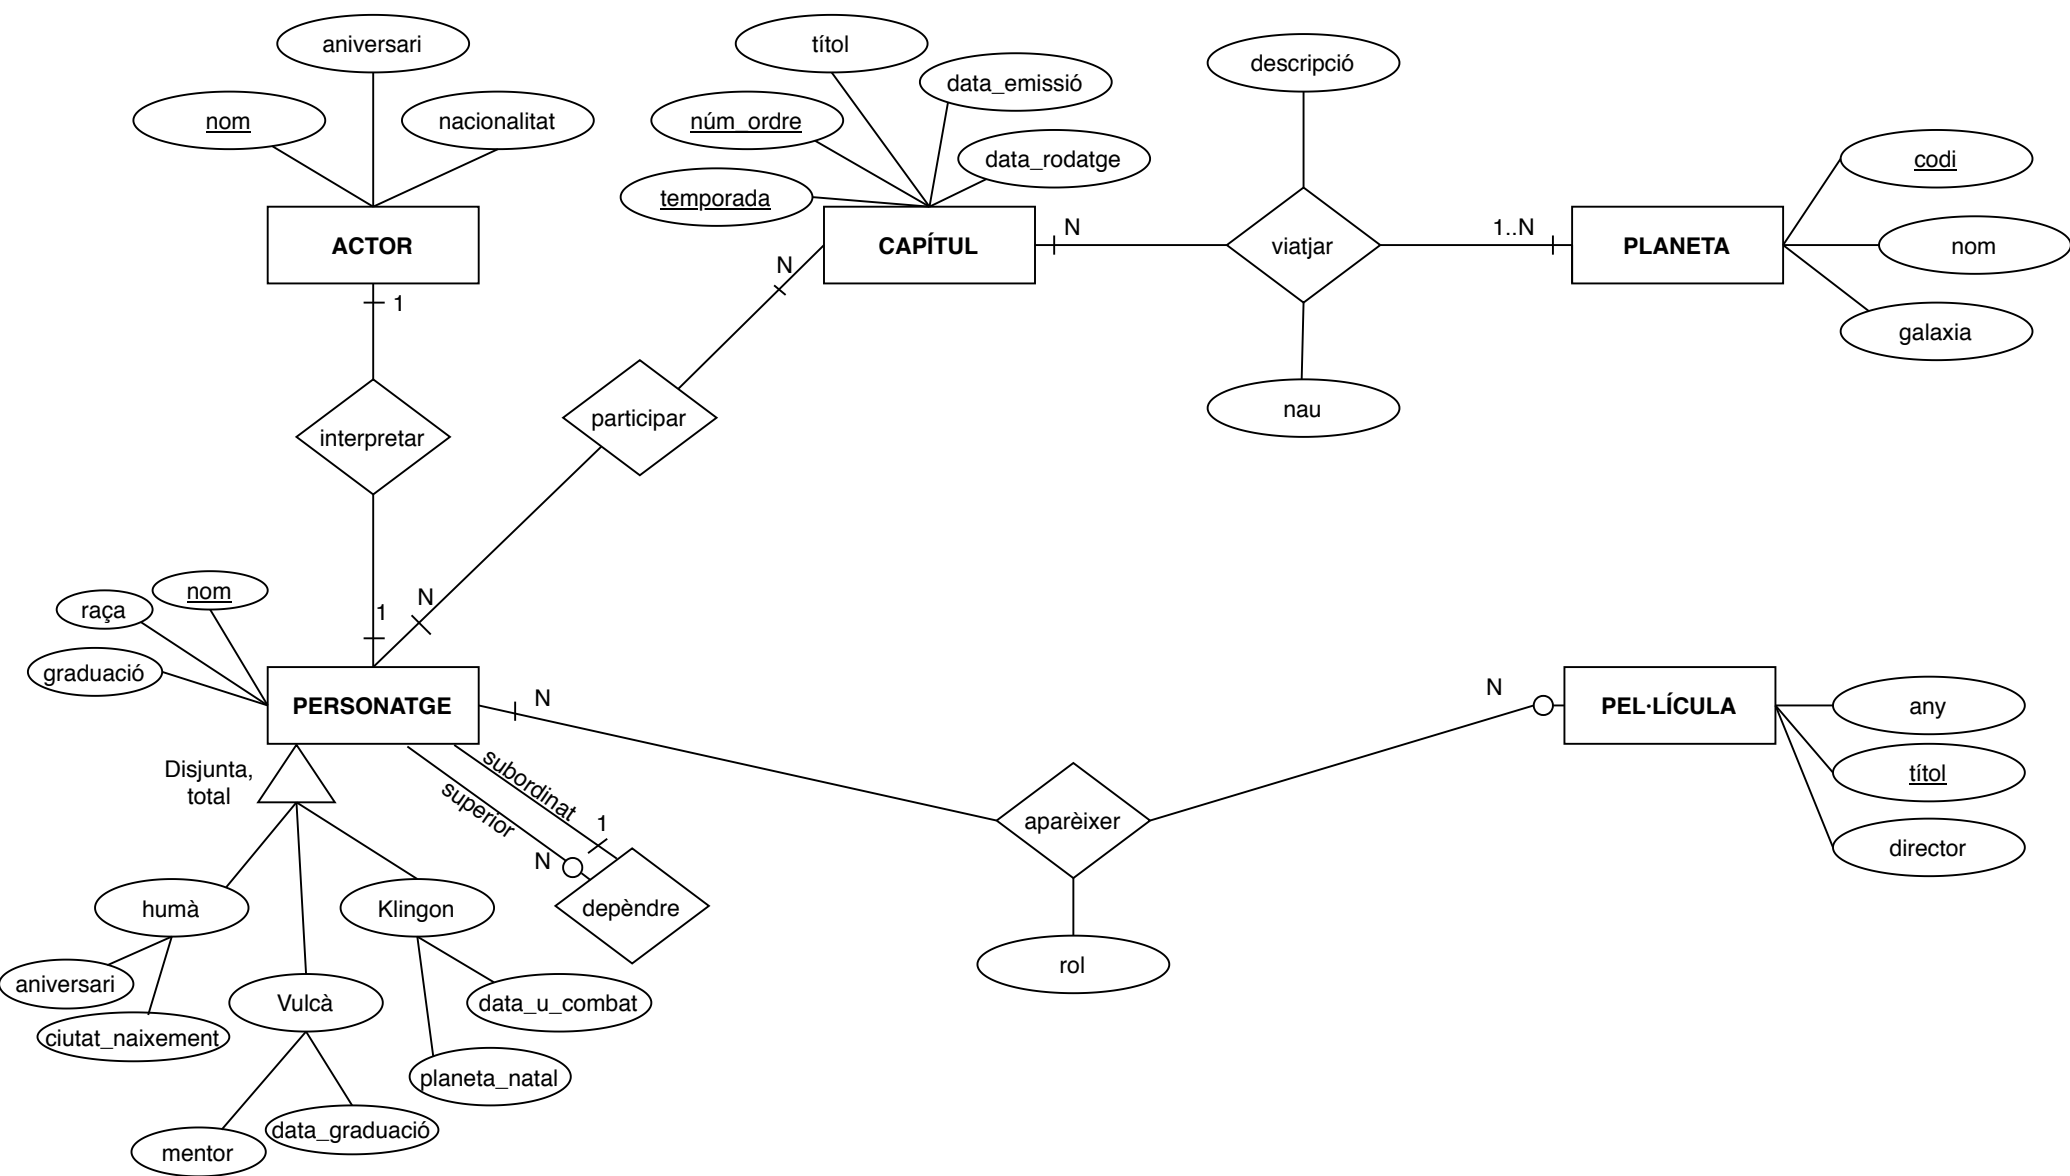 aniversari
nom
nacionalitat
ACTOR
1
interpretar
1
títol
data_emissió
núm_ordre
data_rodatge
temporada
CAPÍTUL
N
participar
N
N
descripció
viatjar
nau
1..N
PLANETA
codi
nom
galaxia
nom
raça
graduació
PERSONATGE
Disjunta,
total
subordinat
superior
1
N
depèndre
humà
aniversari
ciutat_naixement
Vulcà
mentor
data_graduació
Klingon
data_u_combat
planeta_natal
N
aparèixer
rol
N
PEL·LÍCULA
any
títol
director